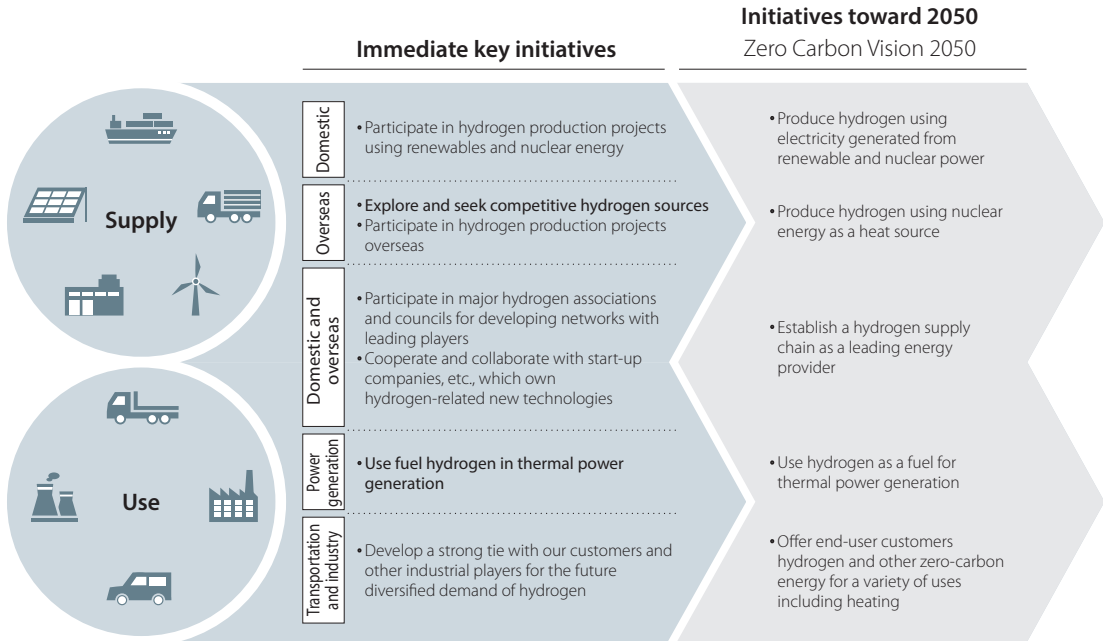 Immediate key initiatives
Initiatives toward 2050
Zero Carbon Vision 2050
Supply
Domestic
• Participate in hydrogen production projects
using renewables and nuclear energy
Overseas
• Explore and seek competitive hydrogen sources
• Participate in hydrogen production projects
overseas
Domestic and
overseas
• Participate in major hydrogen associations
and councils for developing networks with
leading players
• Cooperate and collaborate with start-up
companies, etc., which own
hydrogen-related new technologies
Use
Power
generation
• Use fuel hydrogen in thermal power
generation
Transportation
and industry
• Develop a strong tie with our customers and
other industrial players for the future
diversified demand of hydrogen
• Produce hydrogen using
electricity generated from
renewable and nuclear power
• Produce hydrogen using nuclear
energy as a heat source
• Establish a hydrogen supply
chain as a leading energy
provider
• Use hydrogen as a fuel for
thermal power generation
• Offer end-user customers
hydrogen and other zero-carbon
energy for a variety of uses
including heating